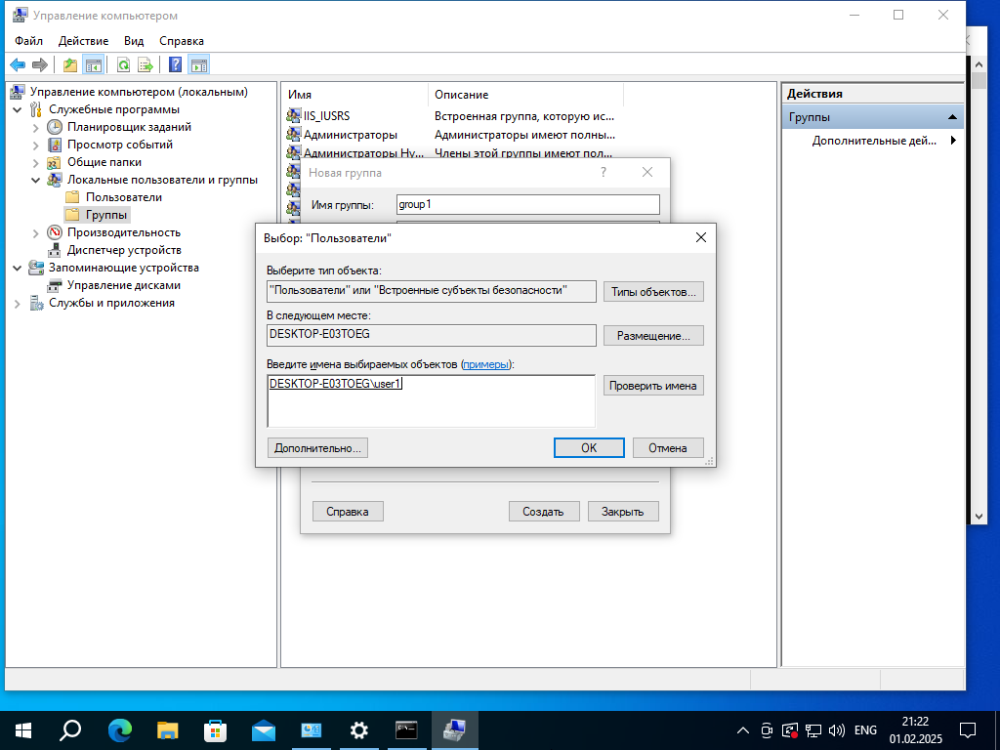 Управление компьютером
Файл Действие Вид Справка
Управление компьютером (локальным)
Служебные программы
Планировщик заданий
Просмотр событий
Общие папки
Локальные пользователи и группы
Пользователи
Группы
Производительность
Диспетчер устройств
Запоминающие устройства
Управление дисками
Службы и приложения
Имя Описание
IIS_IUSRS Встроенная группа, которую ис...
Администраторы Администраторы имеют полны...
Администраторы Hy... Члены этой группы имеют пол...
Действия
Группы
Дополнительные дей...
Новая группа
?
Имя группы: group1
Выбор: "Пользователи"
Выберите тип объекта:
"Пользователи" или "Встроенные субъекты безопасности"
Типы объектов...
В следующем месте:
DESKTOP-E03TOEG
Размещение...
Введите имена выбираемых объектов (примеры):
DESKTOP-E03TOEG\user1
Проверить имена
Дополнительно... ОК Отмена
Справка Создать Закрыть
ENG
21:22
01.02.2025